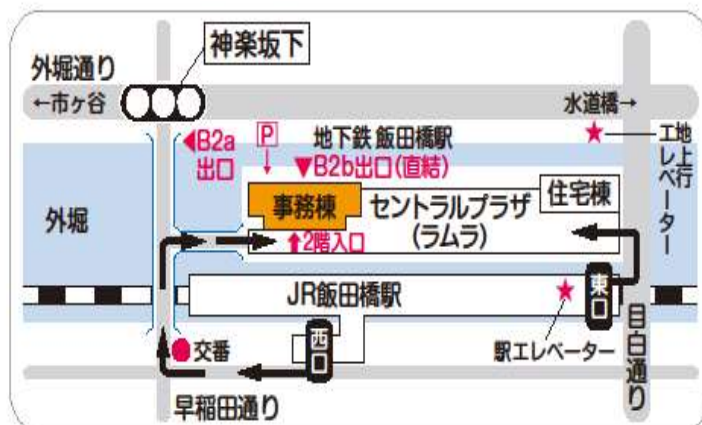 神楽坂下
外堀通り
←市ヶ谷
水道橋→
◀B2a
出口
P
地下鉄 飯田橋駅
▼B2b出口(直結)
★
地上行
エレベーター
外堀
事務棟
セントラルプラザ
(ラムラ)
住宅棟
⬆2階入口
JR飯田橋駅
★
東口
駅エレベーター
目白通り
交番
西口
早稲田通り